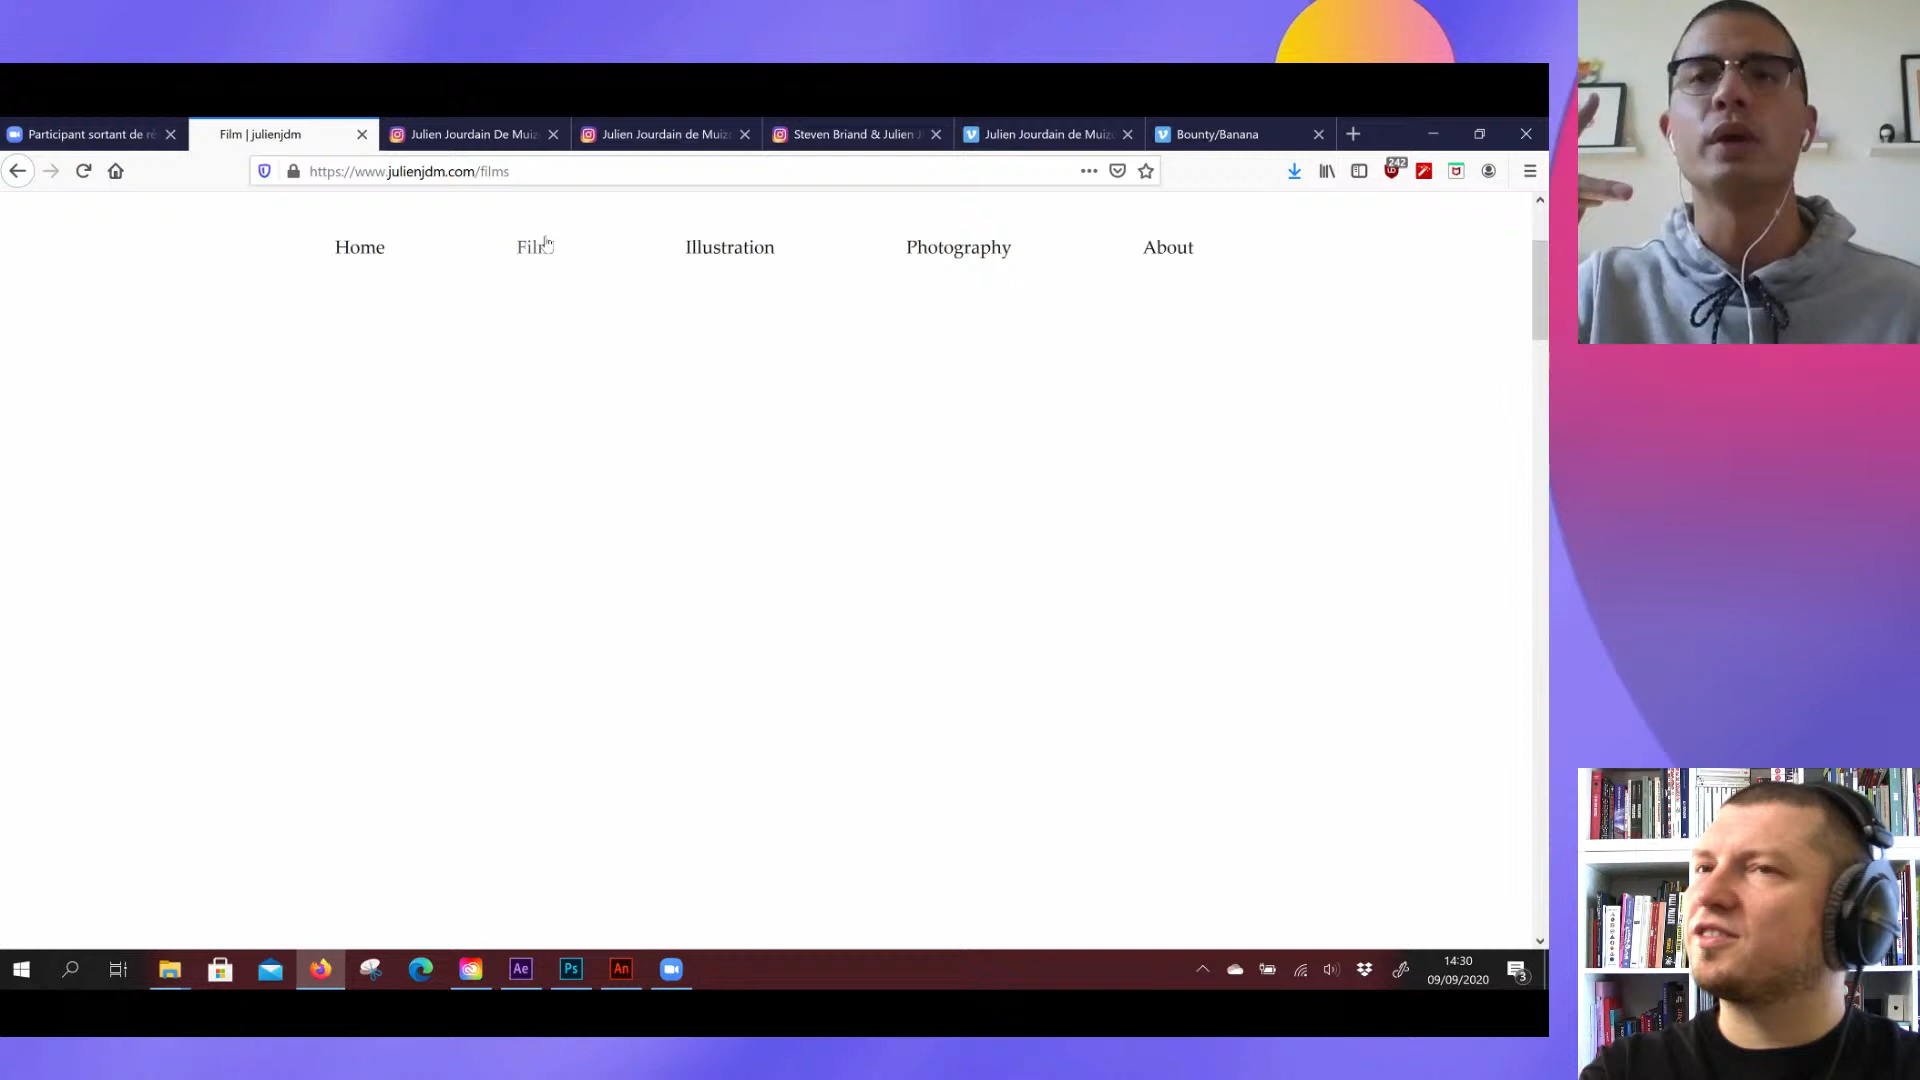 Participant sortant de ré
Film | julienjdm
Julien Jourdain De Muiz
Julien Jourdain de Muiz
Steven Briand & Julien J
Julien Jourdain de Muiz
Bounty/Banana
https://www.julienjdm.com/films
242
Home
Film
Illustration
Photography
About
Ae
Ps
An
14:30
09/09/2020
3